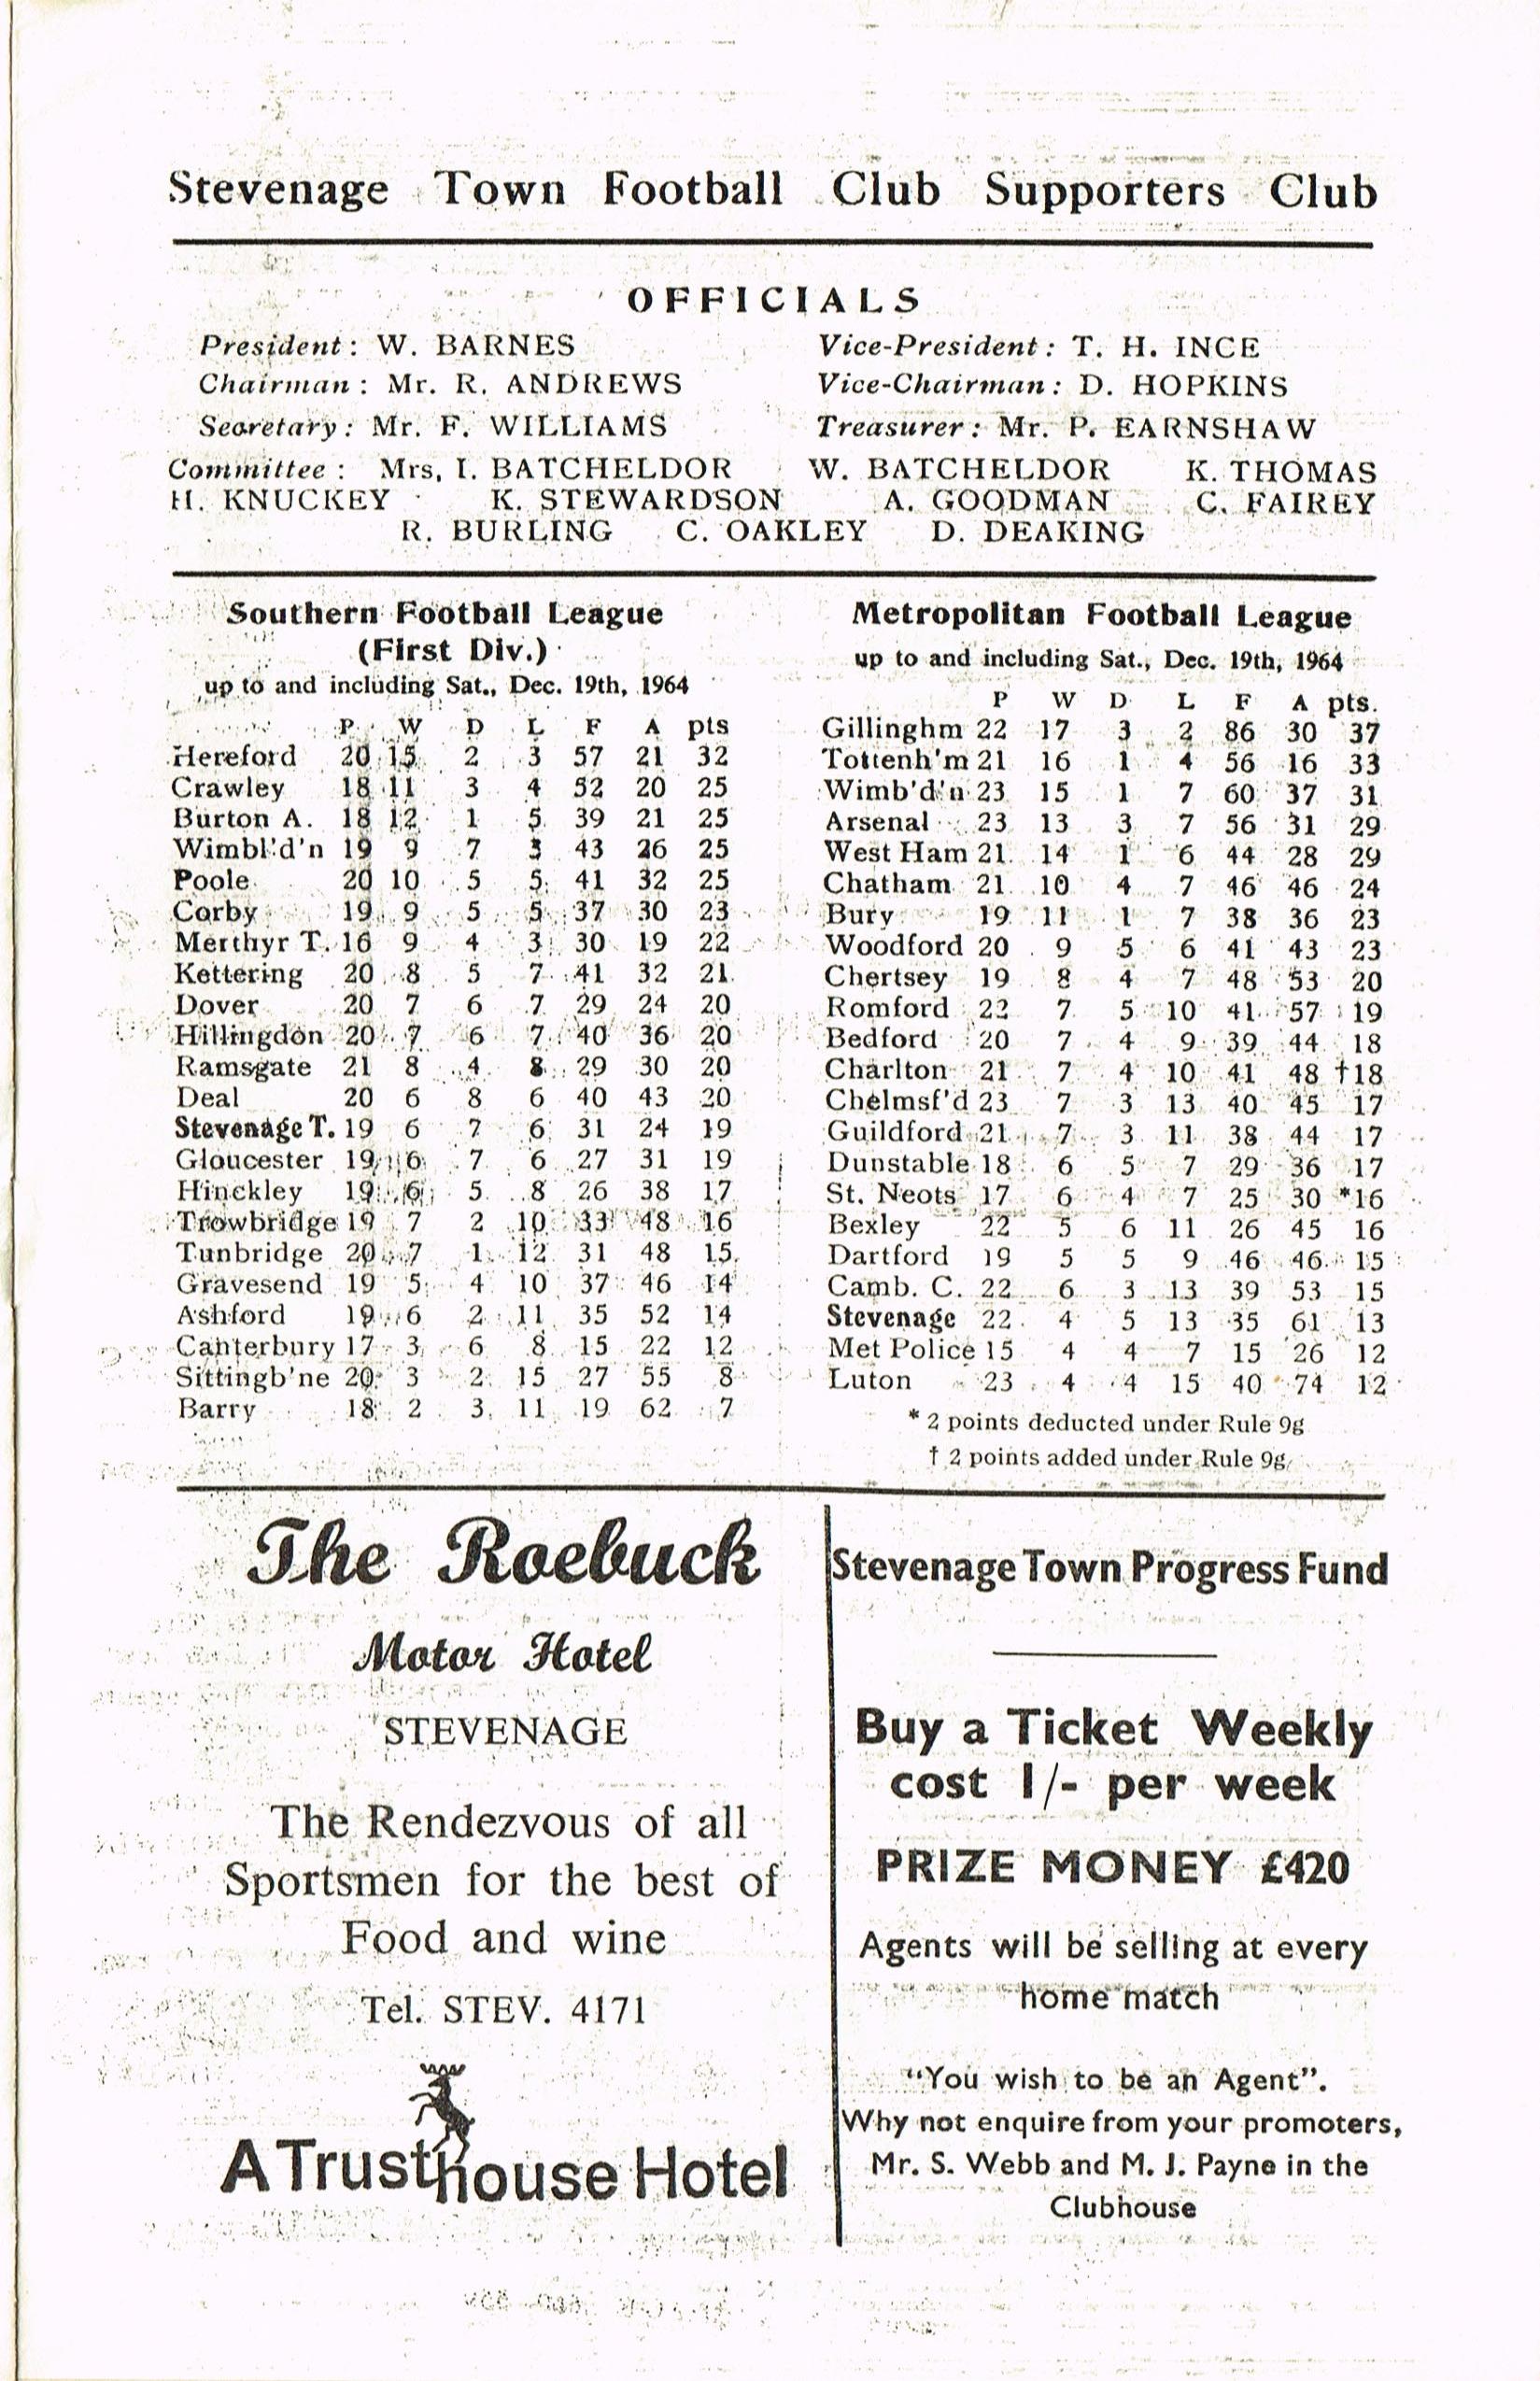 Stevenage Town Football Club Supporters Club
OFFICIALS
President: W. BARNES Vice-President: T. H. INCE
Chairman: Mr. R. ANDREWS Vice-Chairman: D. HOPKINS
Secretary: Mr. F. WILLIAMS Treasurer: Mr. P. EARNSHAW
Committee: Mrs, I. BATCHELDOR W. BATCHELDOR K. THOMAS
H. KNUCKEY K. STEWARDSON A. GOODMAN C. FAIREY
R. BURLING C. OAKLEY D. DEAKING
Southern Football League
(First Div.)
up to and including Sat., Dec. 19th, 1964
P W D L F A pts
Hereford 20 15 2 3 57 21 32
Crawley 18 11 3 4 52 20 25
Burton A. 18 12 1 5 39 21 25
Wimbl'd'n 19 9 7 3 43 26 25
Poole 20 10 5 5 41 32 25
Corby 19 9 5 5 37 30 23
Merthyr T. 16 9 4 3 30 19 22
Kettering 20 8 5 7 41 32 21
Dover 20 7 6 7 29 24 20
Hillingdon 20 7 6 7 40 36 20
Ramsgate 21 8 4 8 29 30 20
Deal 20 6 8 6 40 43 20
Stevenage T. 19 6 7 6 31 24 19
Gloucester 19 6 7 6 27 31 19
Hinckley 19 6 5 8 26 38 17
Trowbridge 19 7 2 10 33 48 16
Tunbridge 20 7 1 12 31 48 15
Gravesend 19 5 4 10 37 46 14
Ashford 19 6 2 11 35 52 14
Canterbury 17 3 6 8 15 22 12
Sittingb'ne 20 3 2 15 27 55 8
Barry 18 2 3 11 19 62 7
Metropolitan Football League
up to and including Sat., Dec. 19th, 1964
P W D L F A pts.
Gillinghm 22 17 3 2 86 30 37
Tottenh'm 21 16 1 4 56 16 33
Wimb'd'n 23 15 1 7 60 37 31
Arsenal 23 13 3 7 56 31 29
West Ham 21 14 1 6 44 28 29
Chatham 21 10 4 7 46 46 24
Bury 19 11 1 7 38 36 23
Woodford 20 9 5 6 41 43 23
Chertsey 19 8 4 7 48 53 20
Romford 22 7 5 10 41 57 19
Bedford 20 7 4 9 39 44 18
Charlton 21 7 4 10 41 48 †18
Chelmsf'd 23 7 3 13 40 45 17
Guildford 21 7 3 11 38 44 17
Dunstable 18 6 5 7 29 36 17
St. Neots 17 6 4 7 25 30 *16
Bexley 22 5 6 11 26 45 16
Dartford 19 5 5 9 46 46 15
Camb. C. 22 6 3 13 39 53 15
Stevenage 22 4 5 13 35 61 13
Met Police 15 4 4 7 15 26 12
Luton 23 4 4 15 40 74 12
* 2 points deducted under Rule 9g
† 2 points added under Rule 9g
The Roebuck
Motor Hotel
STEVENAGE
The Rendezvous of all
Sportsmen for the best of
Food and wine
Tel. STEV. 4171
A Trusthouse Hotel
Stevenage Town Progress Fund
Buy a Ticket Weekly
cost 1/- per week
PRIZE MONEY £420
Agents will be selling at every
home match
"You wish to be an Agent".
Why not enquire from your promoters,
Mr. S. Webb and M. J. Payne in the
Clubhouse